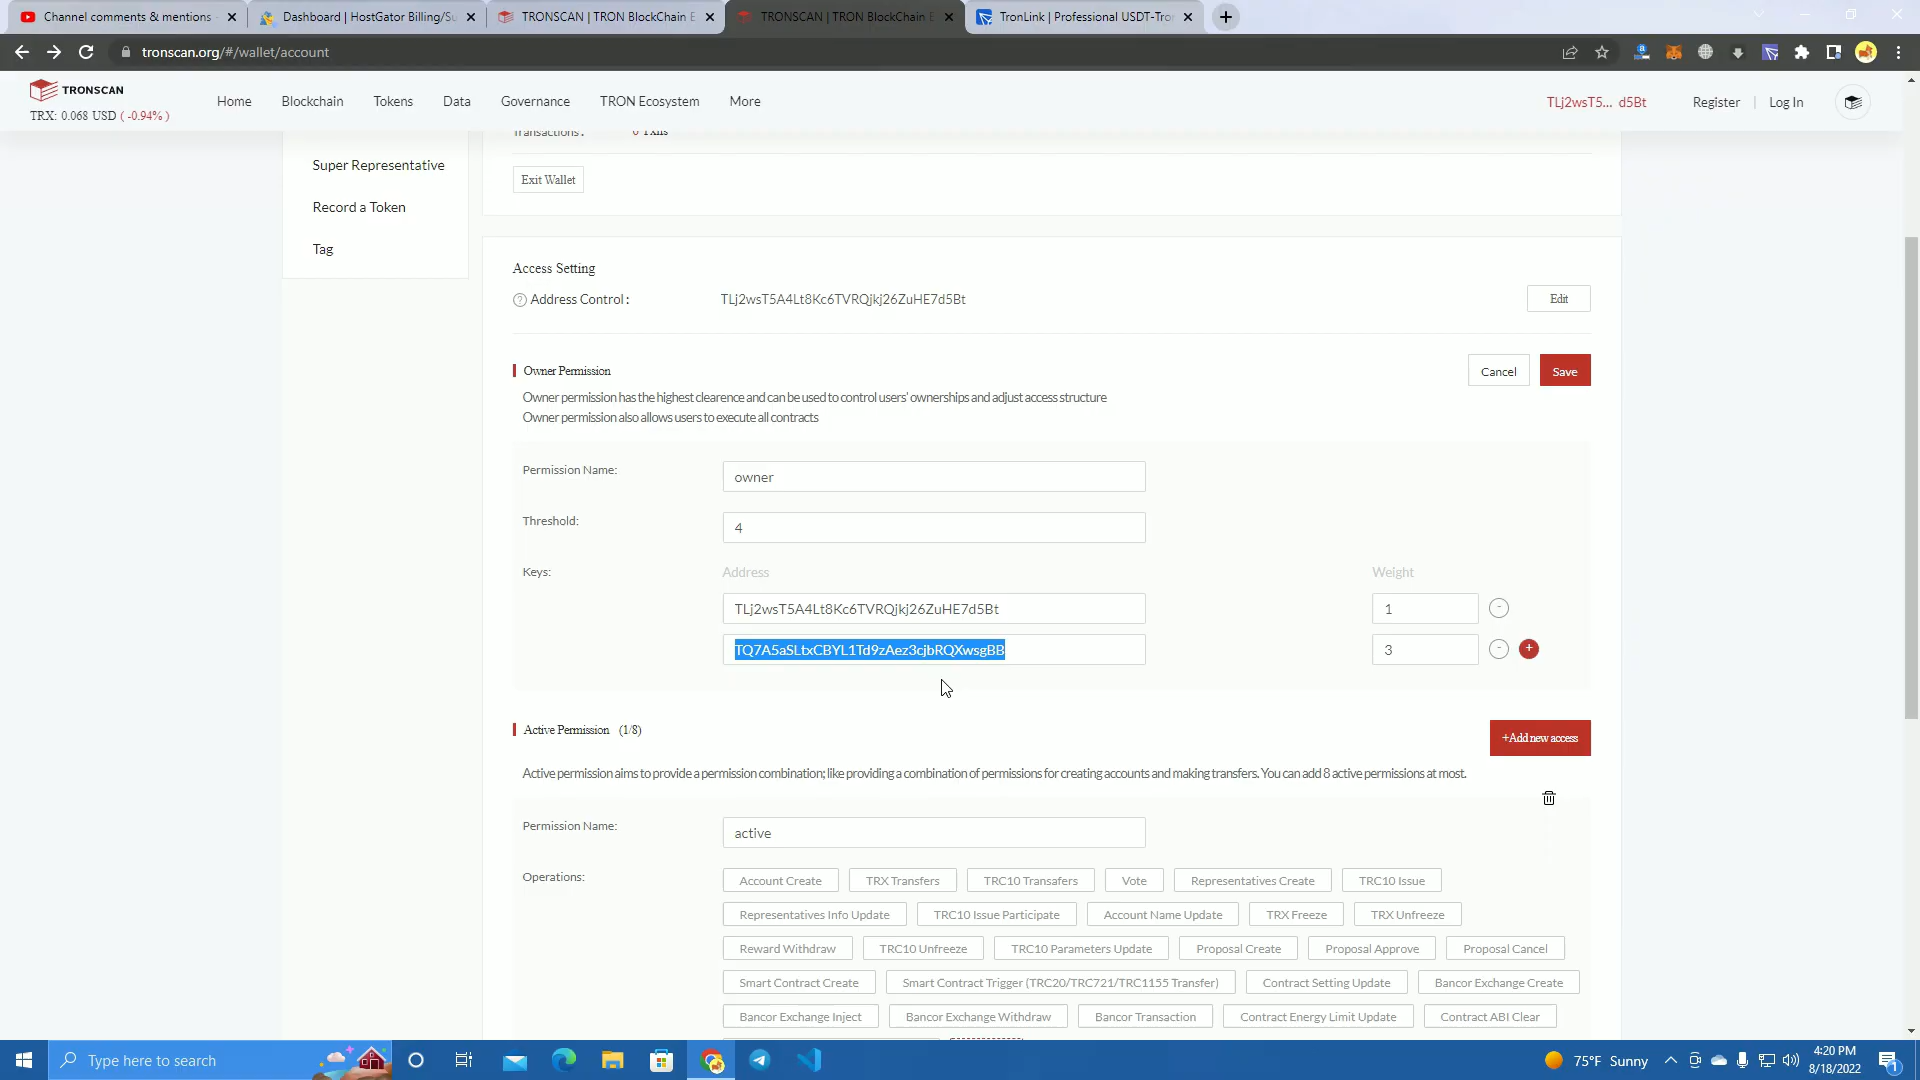 Channel comments & mentions
Dashboard | HostGator Billing/Su
TRONSCAN | TRON BlockChain E
TRONSCAN | TRON BlockChain E
TronLink | Professional USDT-Tro
tronscan.org/#/wallet/account
TRONSCAN
TRX: 0.068 USD ( -0.94% )
Home
Blockchain
Tokens
Data
Governance
TRON Ecosystem
More
TLj2wsT5... d5Bt
Register
Log In
Transactions :
0 Txns
Super Representative
Exit Wallet
Record a Token
Tag
Access Setting
? Address Control :
TLj2wsT5A4Lt8Kc6TVRQjkj26ZuHE7d5Bt
Edit
Owner Permission
Cancel
Save
Owner permission has the highest clearence and can be used to control users' ownerships and adjust access structure
Owner permission also allows users to execute all contracts
Permission Name:
owner
Threshold:
4
Keys:
Address
Weight
TLj2wsT5A4Lt8Kc6TVRQjkj26ZuHE7d5Bt
1
-
TQ7A5aSLtxCBYL1Td9zAez3cjbRQXwsgBB
3
-
+
Active Permission (1/8)
+Add new access
Active permission aims to provide a permission combination; like providing a combination of permissions for creating accounts and making transfers. You can add 8 active permissions at most.
Permission Name:
active
Operations:
Account Create
TRX Transfers
TRC10 Transafers
Vote
Representatives Create
TRC10 Issue
Representatives Info Update
TRC10 Issue Participate
Account Name Update
TRX Freeze
TRX Unfreeze
Reward Withdraw
TRC10 Unfreeze
TRC10 Parameters Update
Proposal Create
Proposal Approve
Proposal Cancel
Smart Contract Create
Smart Contract Trigger (TRC20/TRC721/TRC1155 Transfer)
Contract Setting Update
Bancor Exchange Create
Bancor Exchange Inject
Bancor Exchange Withdraw
Bancor Transaction
Contract Energy Limit Update
Contract ABI Clear
Type here to search
75°F Sunny
4:20 PM
8/18/2022
1